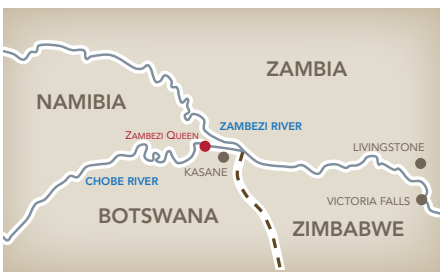 ZAMBIA
NAMIBIA
ZAMBEZI QUEEN
ZAMBEZI RIVER
LIVINGSTONE
KASANE
CHOBE RIVER
VICTORIA FALLS
BOTSWANA
ZIMBABWE